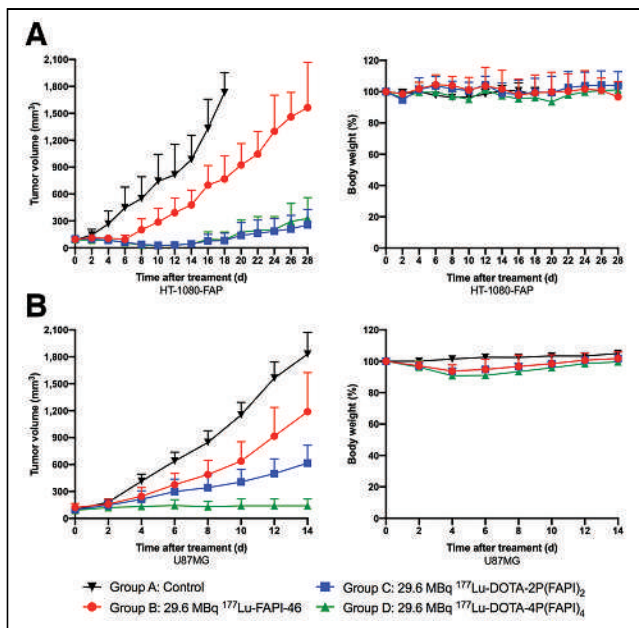 A
2,100
1,800
1,500
1,200
900
600
300
0
Tumor volume (mm³)
0 2 4 6 8 10 12 14 16 18 20 22 24 26 28
Time after treament (d)
HT-1080-FAP
120
100
80
60
40
20
0
Body weight (%)
0 2 4 6 8 10 12 14 16 18 20 22 24 26 28
Time after treament (d)
HT-1080-FAP
B
2,100
1,800
1,500
1,200
900
600
300
0
Tumor volume (mm³)
0 2 4 6 8 10 12 14
Time after treament (d)
U87MG
120
100
80
60
40
20
0
Body weight (%)
0 2 4 6 8 10 12 14
Time after treament (d)
U87MG
Group A: Control
Group B: 29.6 MBq ¹⁷⁷Lu-FAPI-46
Group C: 29.6 MBq ¹⁷⁷Lu-DOTA-2P(FAPI)₂
Group D: 29.6 MBq ¹⁷⁷Lu-DOTA-4P(FAPI)₄